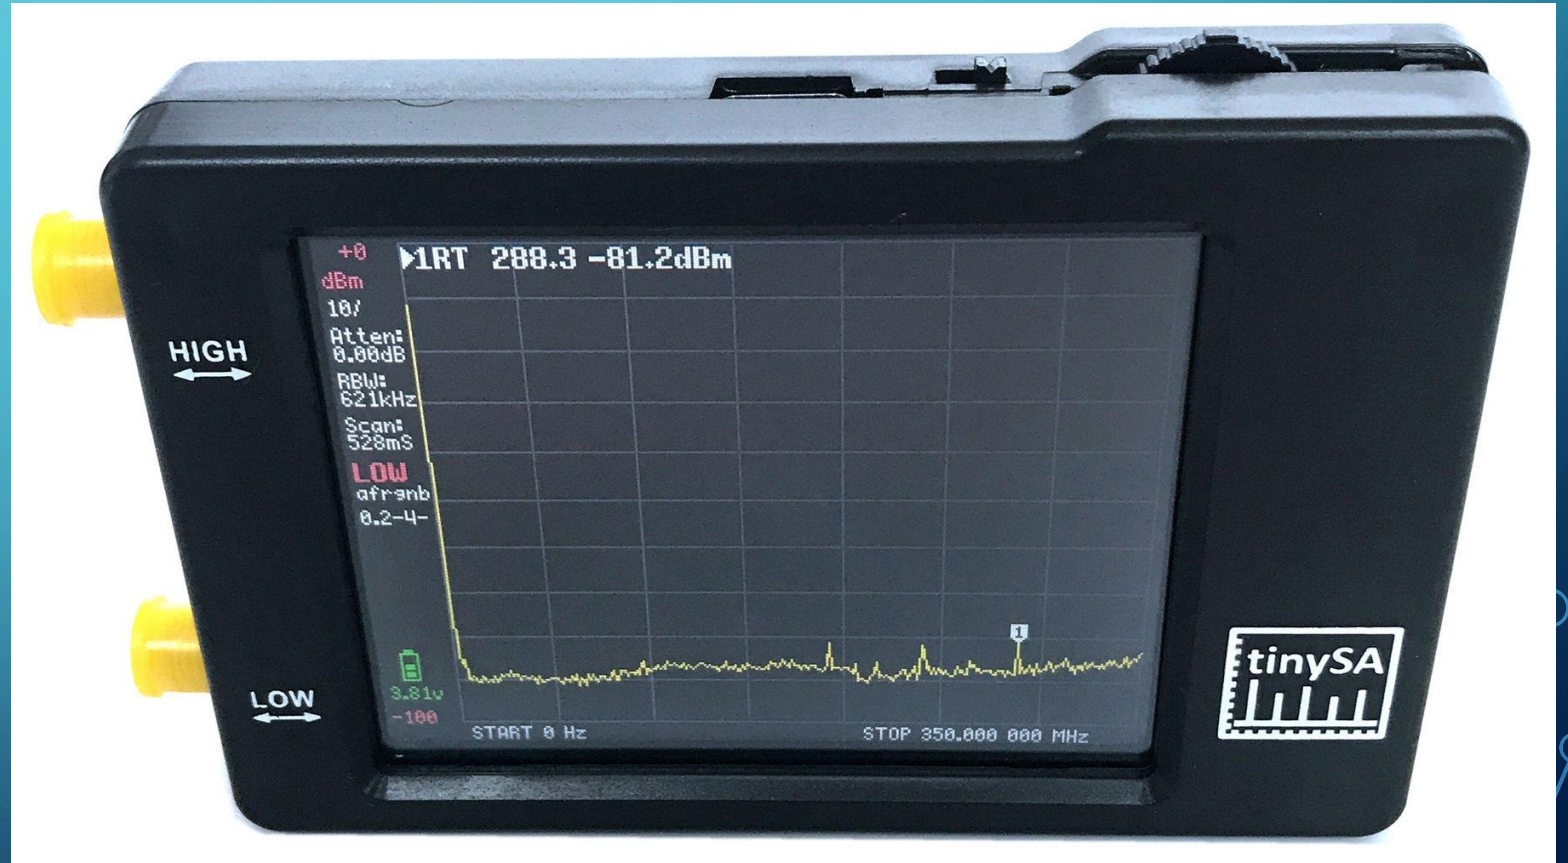 +0
dBm
10/
Atten:
0.00dB
RBW:
621kHz
Scan:
528mS
LOW
afrgnb
0.2-4-
3.81v
-100
▶1RT 288.3 -81.2dBm
1
START 0 Hz
STOP 350.000 000 MHz
HIGH
LOW
tinySA